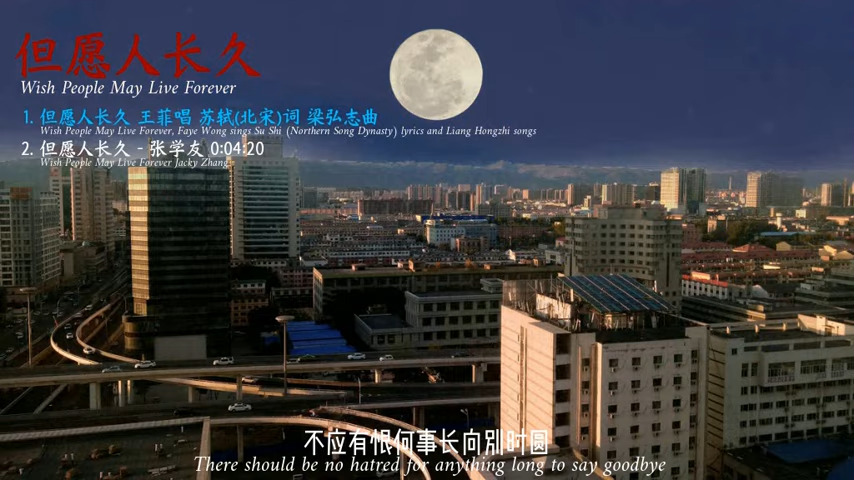 但愿人长久
Wish People May Live Forever
1. 但愿人长久 王菲唱 苏轼(北宋)词 梁弘志曲
Wish People May Live Forever, Faye Wong sings Su Shi (Northern Song Dynasty) lyrics and Liang Hongzhi songs
2. 但愿人长久 - 张学友 0:04:20
Wish People May Live Forever Jacky Zhang
不应有恨何事长向别时圆
There should be no hatred for anything long to say goodbye